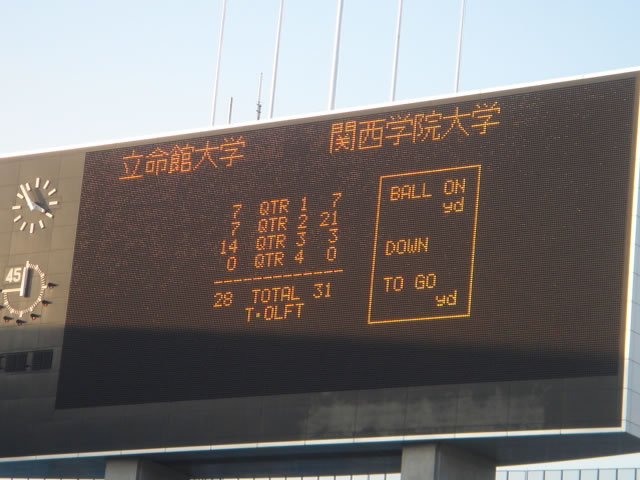 立命館大学 関西学院大学
7 QTR 1 7
7 QTR 2 21
14 QTR 3 3
0 QTR 4 0
28 TOTAL 31
T・OLFT
BALL ON
yd
DOWN
TO GO
yd
45